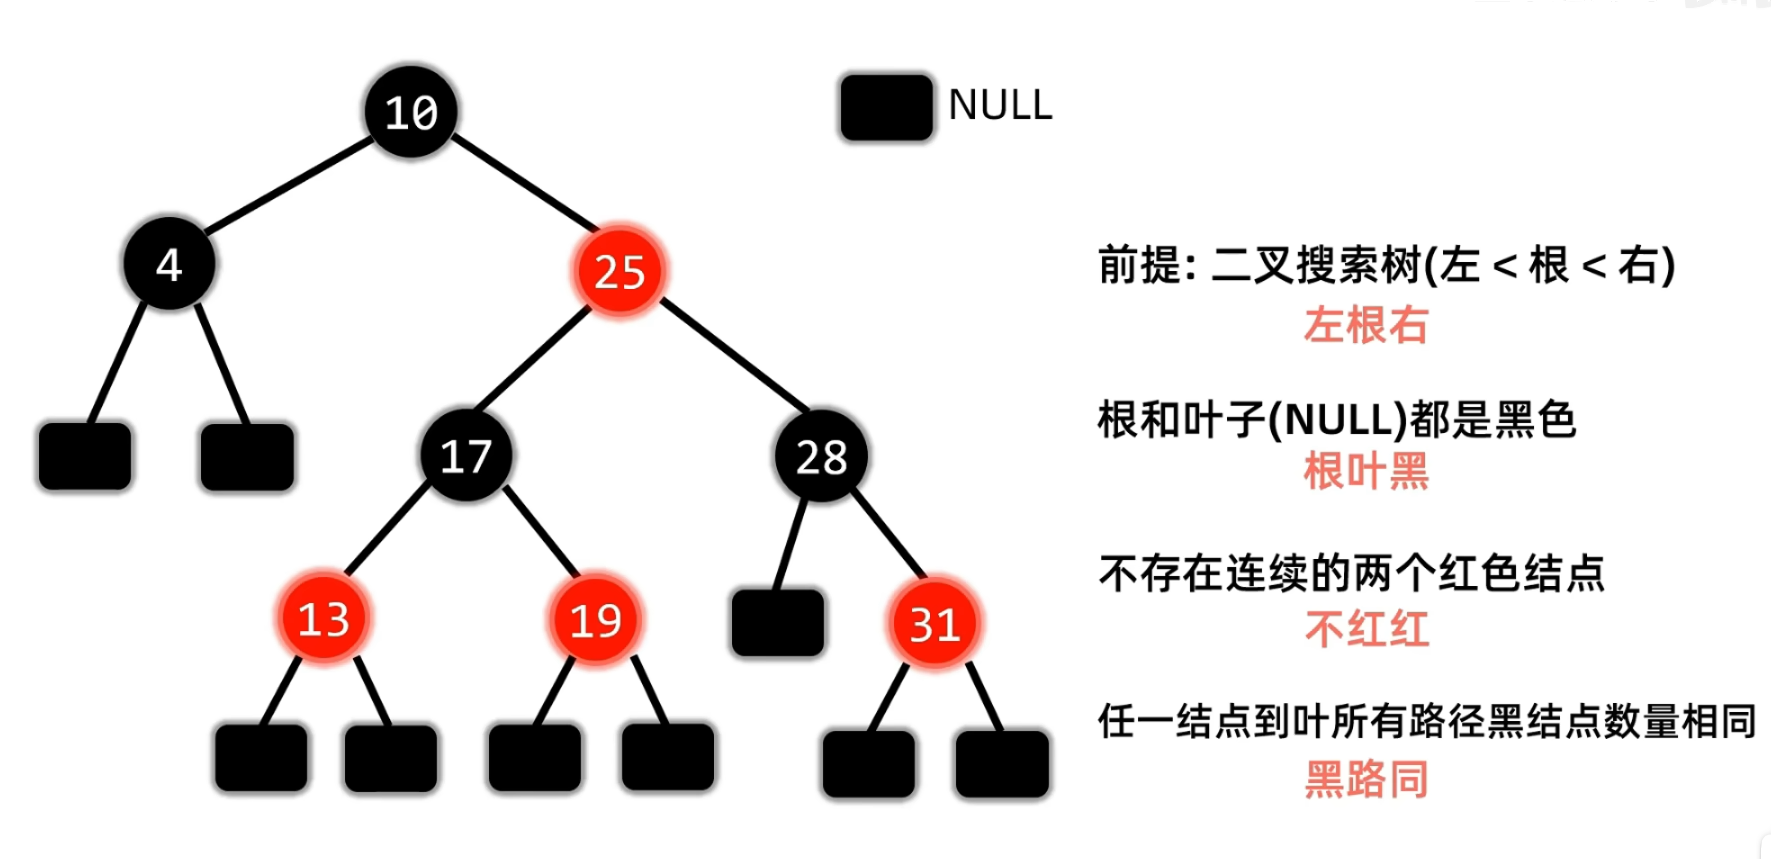 10
NULL
4
25
前提: 二叉搜索树(左 < 根 < 右)
左根右
17
28
根和叶子(NULL)都是黑色
根叶黑
13
19
31
不存在连续的两个红色结点
不红红
任一结点到叶所有路径黑结点数量相同
黑路同